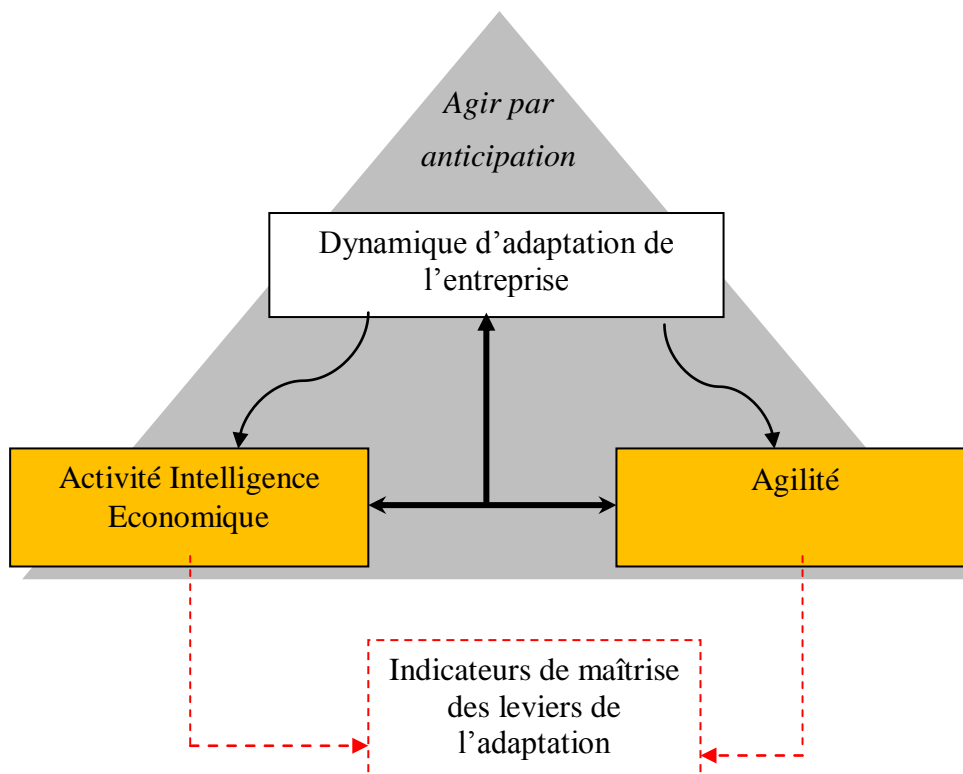 Agir par
anticipation
Dynamique d’adaptation de
l’entreprise
Activité Intelligence
Economique
Agilité
Indicateurs de maîtrise
des leviers de
l’adaptation